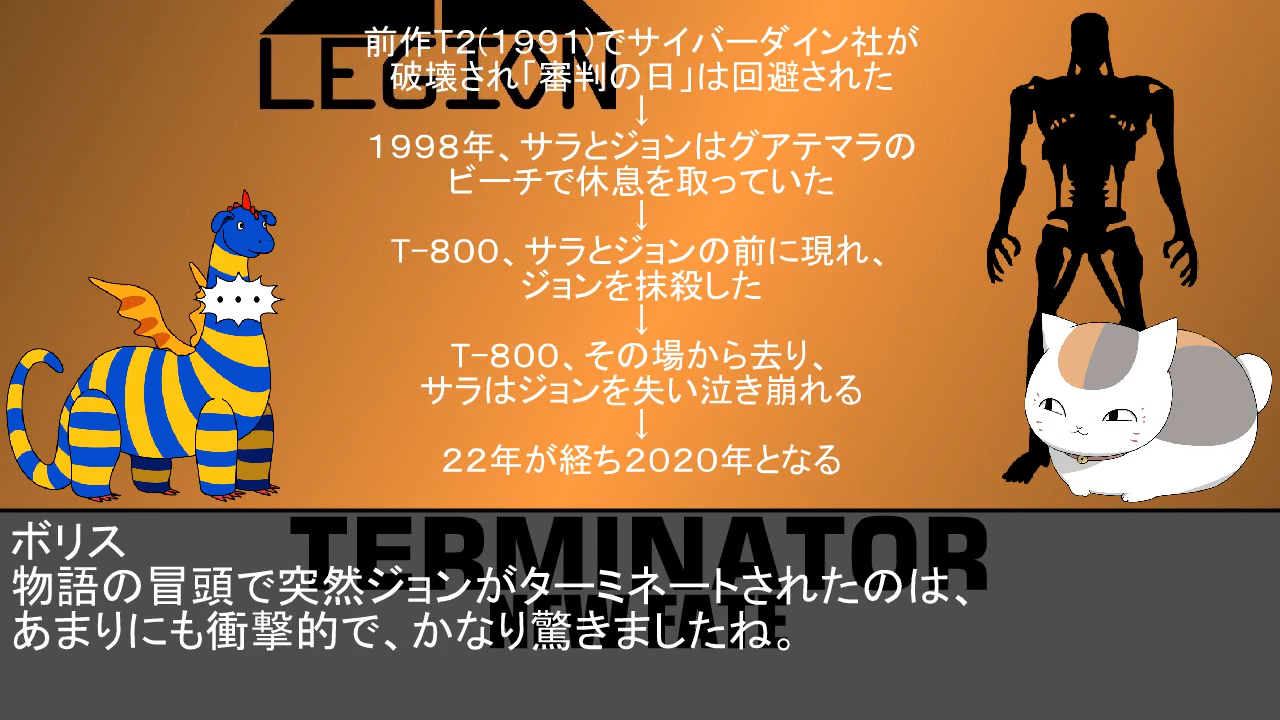 LEGION
前作T2(1991)でサイバーダイン社が
破壊され「審判の日」は回避された
↓
1998年、サラとジョンはグアテマラの
ビーチで休息を取っていた
↓
T-800、サラとジョンの前に現れ、
ジョンを抹殺した
↓
T-800、その場から去り、
サラはジョンを失い泣き崩れる
↓
22年が経ち2020年となる
・・・
TERMINATOR
NEW FATE
ボリス
物語の冒頭で突然ジョンがターミネートされたのは、
あまりにも衝撃的で、かなり驚きましたね。